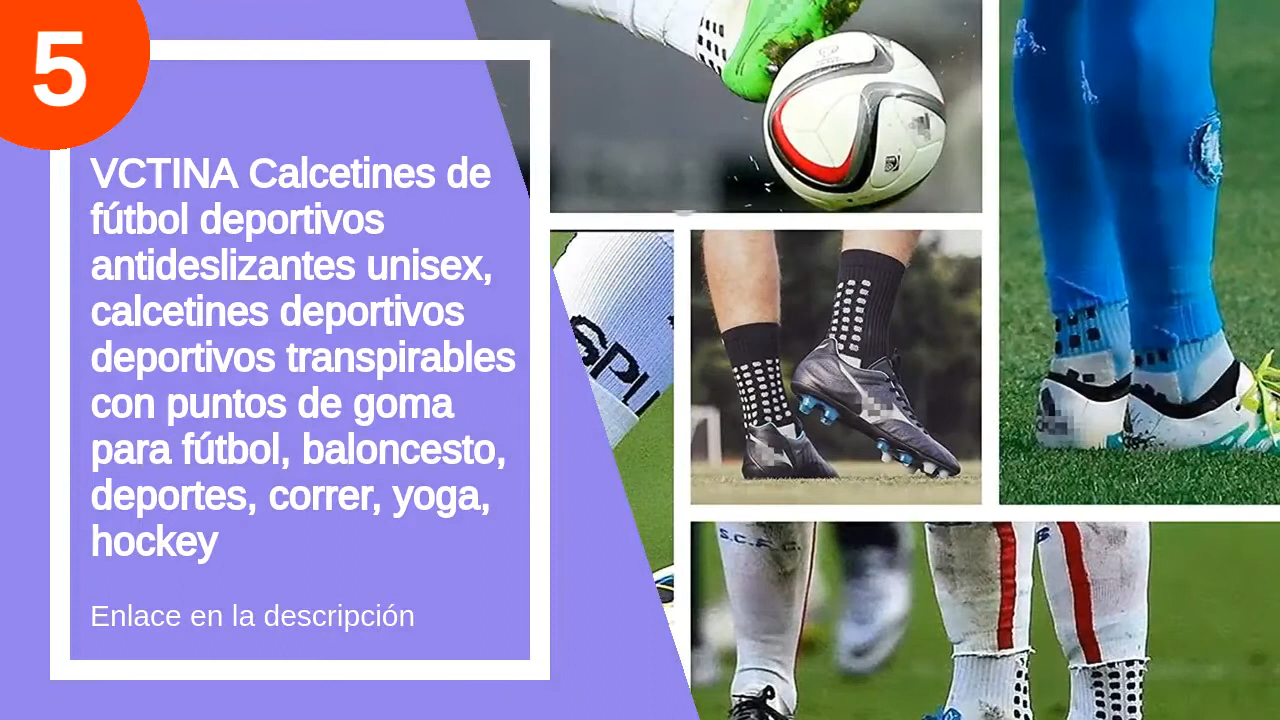 5
VCTINA Calcetines de
fútbol deportivos
antideslizantes unisex,
calcetines deportivos
deportivos transpirables
con puntos de goma
para fútbol, baloncesto,
deportes, correr, yoga,
hockey
Enlace en la descripción
S.C.F.C.